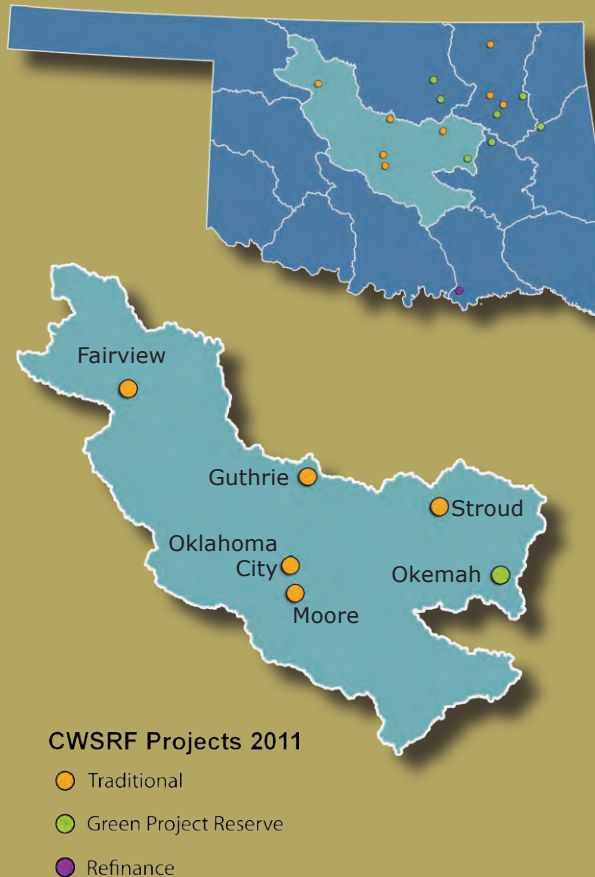 Fairview
Guthrie
Stroud
Oklahoma
City
Okemah
Moore
CWSRF Projects 2011
Traditional
Green Project Reserve
Refinance